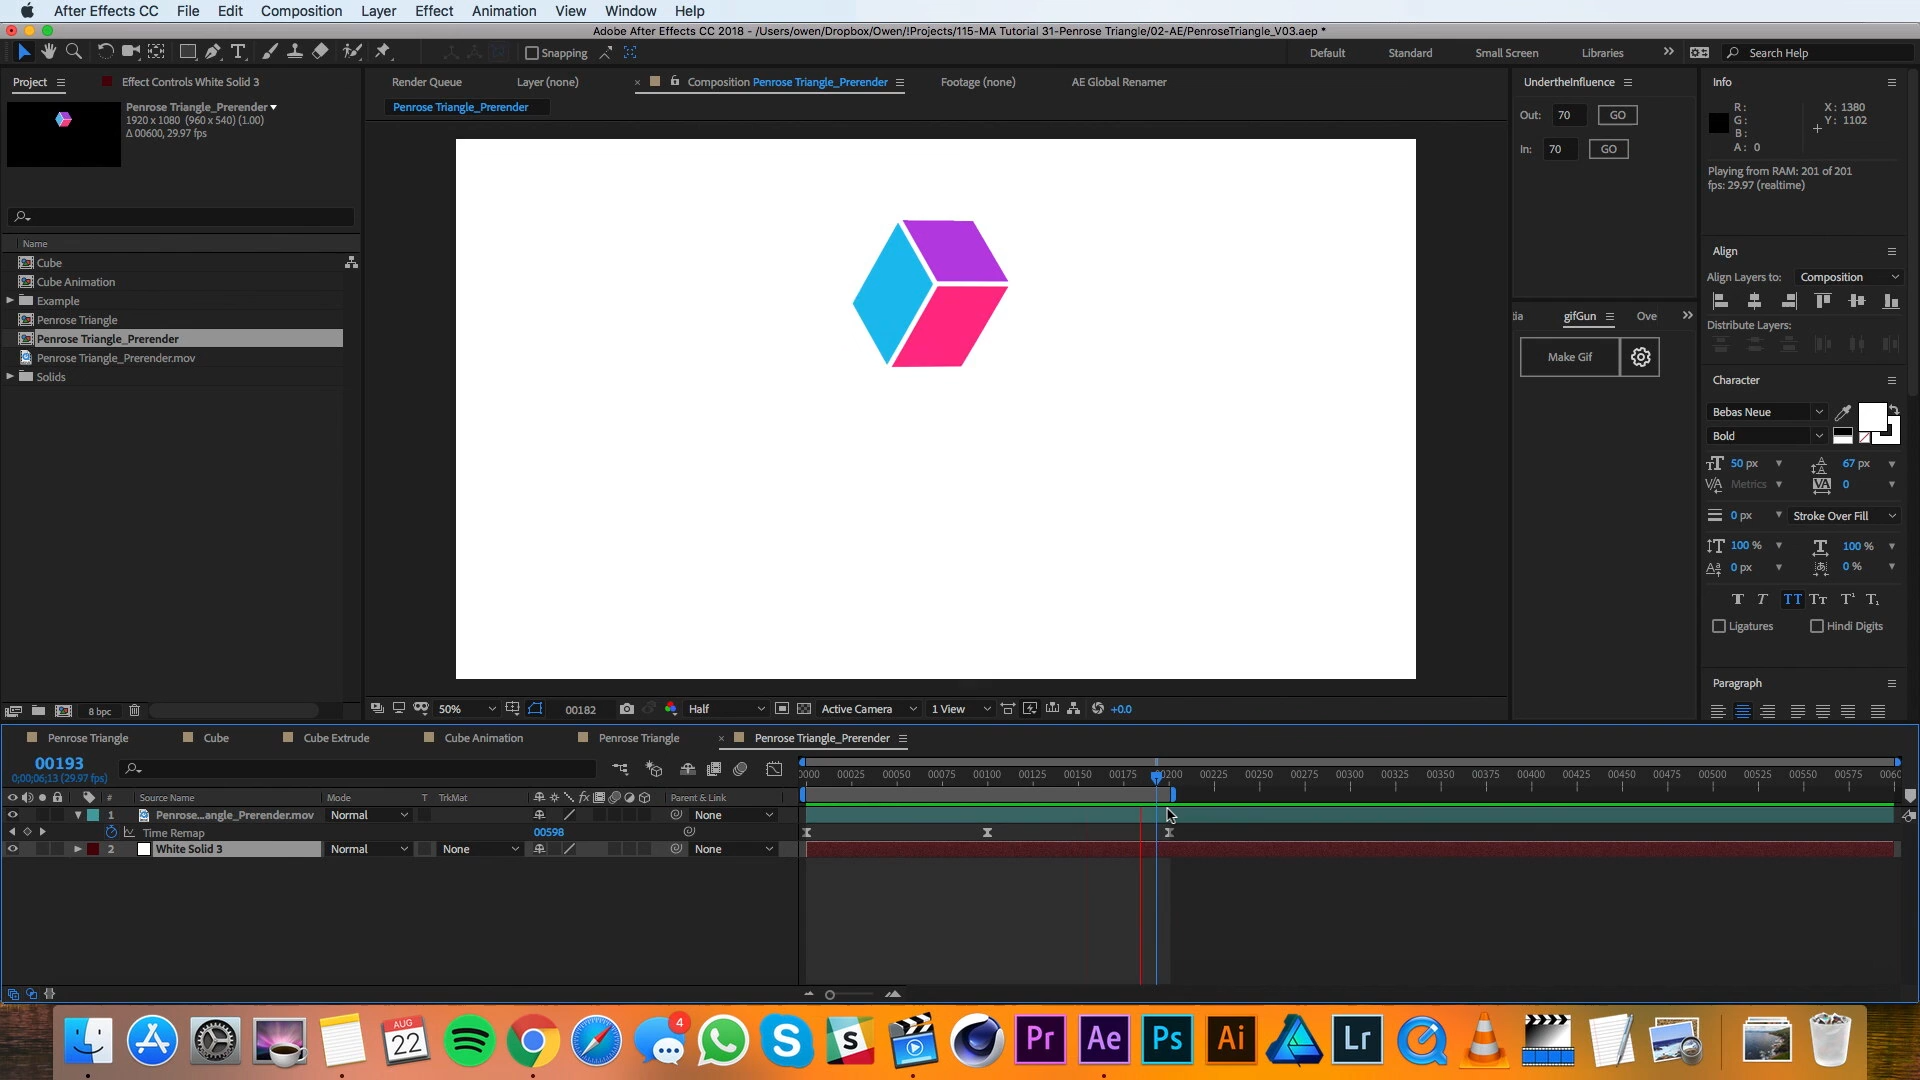 After Effects CC File Edit Composition Layer Effect Animation View Window Help
Adobe After Effects CC 2018 - /Users/owen/Dropbox/Owen/!Projects/115-MA Tutorial 31-Penrose Triangle/02-AE/PenroseTriangle_V03.aep *
Snapping
Default Standard Small Screen Libraries Search Help
Project Effect Controls White Solid 3
Penrose Triangle_Prerender
1920 x 1080 (960 x 540) (1.00)
Δ 00600, 29.97 fps
Name
Cube
Cube Animation
Example
Penrose Triangle
Penrose Triangle_Prerender
Penrose Triangle_Prerender.mov
Solids
8 bpc
Render Queue Layer (none) Composition Penrose Triangle_Prerender Footage (none) AE Global Renamer
Penrose Triangle_Prerender
50% 00182 Half Active Camera 1 View +0.0
UndertheInfluence
Out: 70 GO
In: 70 GO
tia gifGun Ove
Make Gif
Info
R: X: 1380
G: Y: 1102
B:
A: 0
Playing from RAM: 201 of 201
fps: 29.97 (realtime)
Align
Align Layers to: Composition
Distribute Layers:
Character
Bebas Neue
Bold
50 px 67 px
Metrics 0
0 px Stroke Over Fill
100 % 100 %
0 px 0 %
Ligatures Hindi Digits
Paragraph
Penrose Triangle Cube Cube Extrude Cube Animation Penrose Triangle Penrose Triangle_Prerender
00193
0;00;06;13 (29.97 fps)
0000 00025 00050 00075 00100 00125 00150 00175 00200 00225 00250 00275 00300 00325 00350 00375 00400 00425 00450 00475 00500 00525 00550 00575 0060
# Source Name Mode T TrkMat Parent & Link
1 Penrose...angle_Prerender.mov Normal None
Time Remap 00598
2 White Solid 3 Normal None None
AUG
22
4
S
Pr
Ae
Ps
Ai
Lr